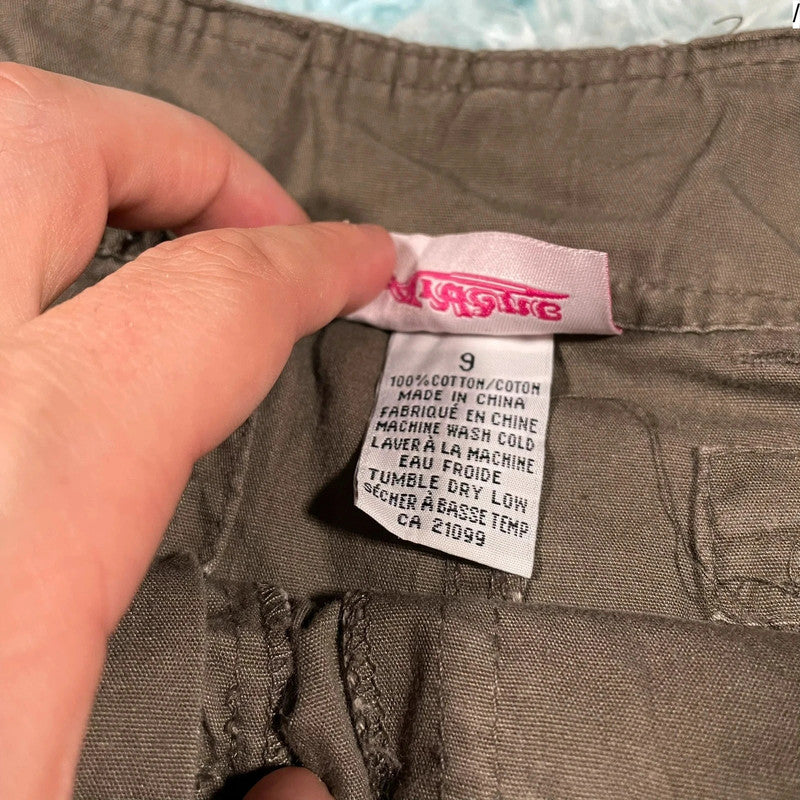 9
100% COTTON/COTON
MADE IN CHINA
FABRIQUÉ EN CHINE
MACHINE WASH COLD
LAVER À LA MACHINE
EAU FROIDE
TUMBLE DRY LOW
SÉCHER À BASSE TEMP
CA 21099